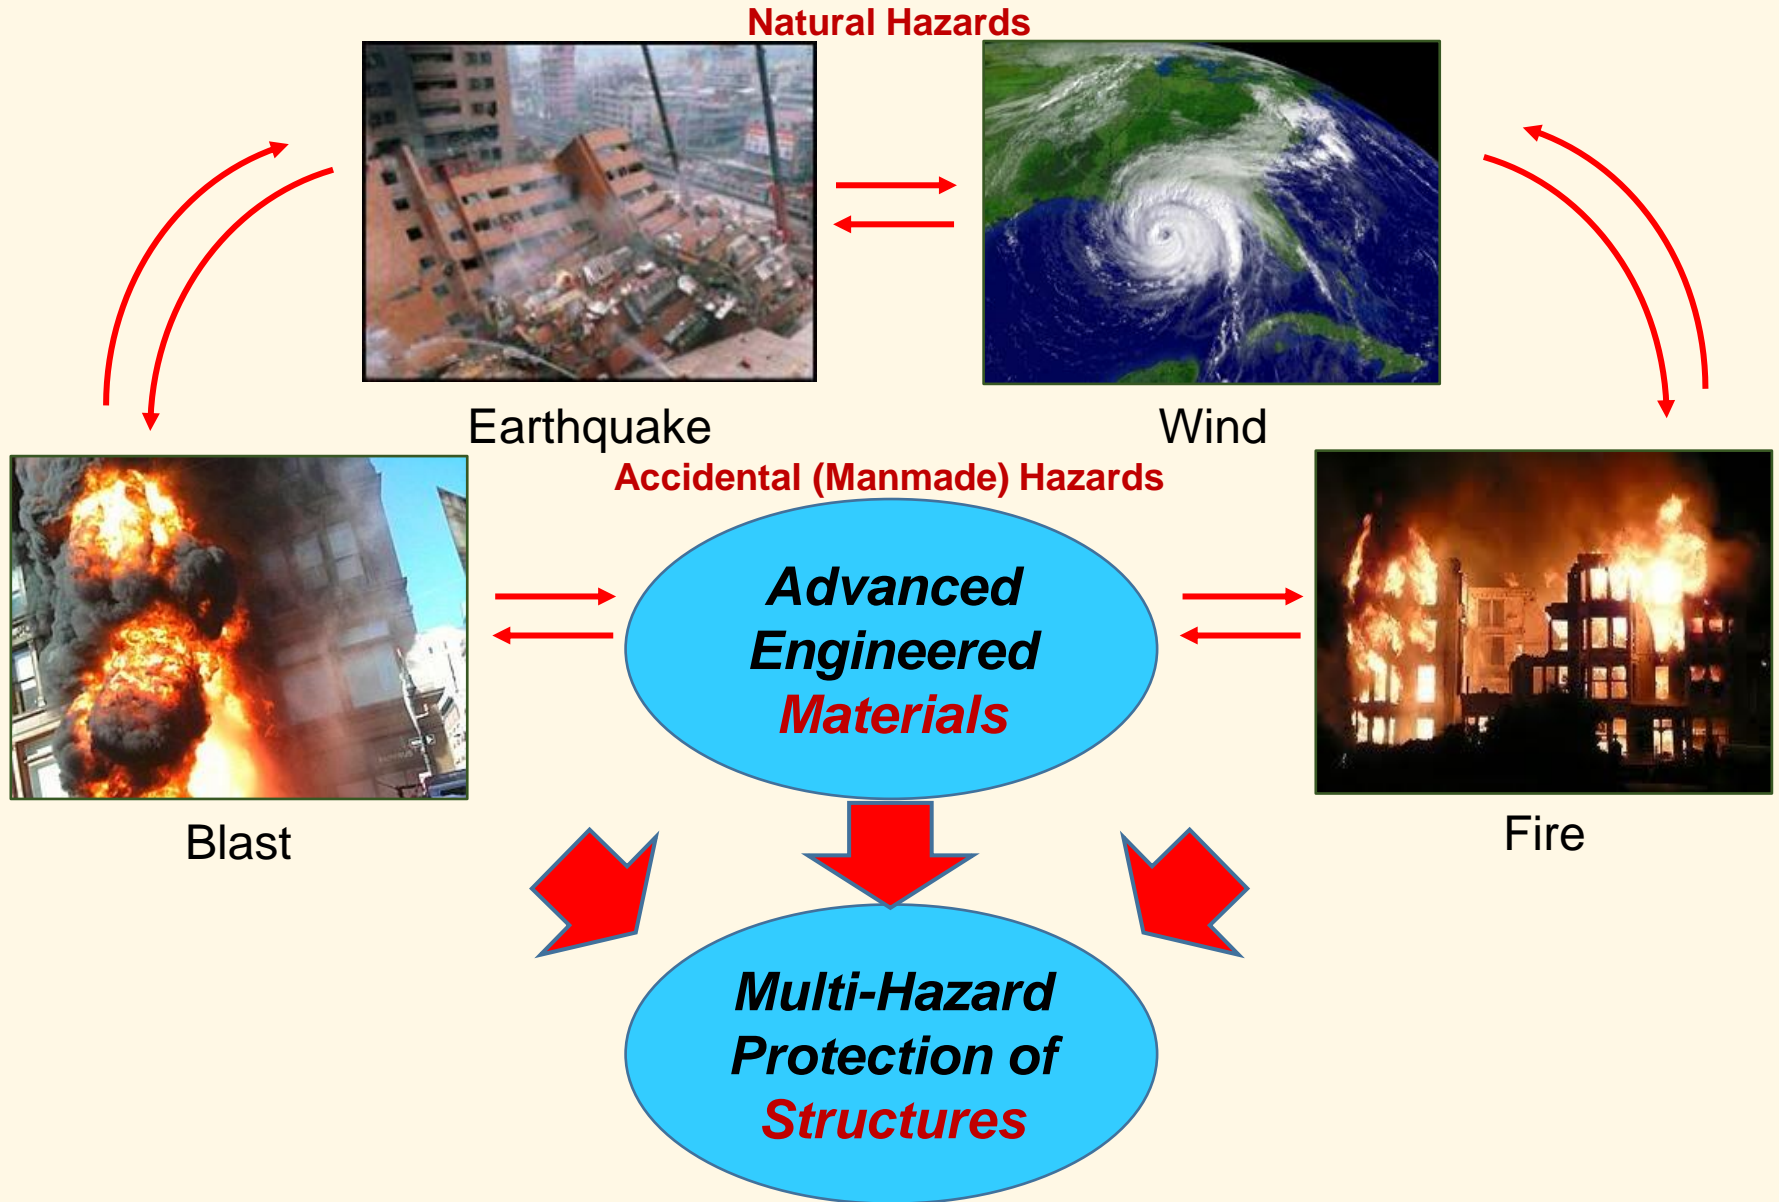 Natural Hazards
Earthquake
Wind
Accidental (Manmade) Hazards
Advanced
Engineered
Materials
Blast
Fire
Multi-Hazard
Protection of
Structures